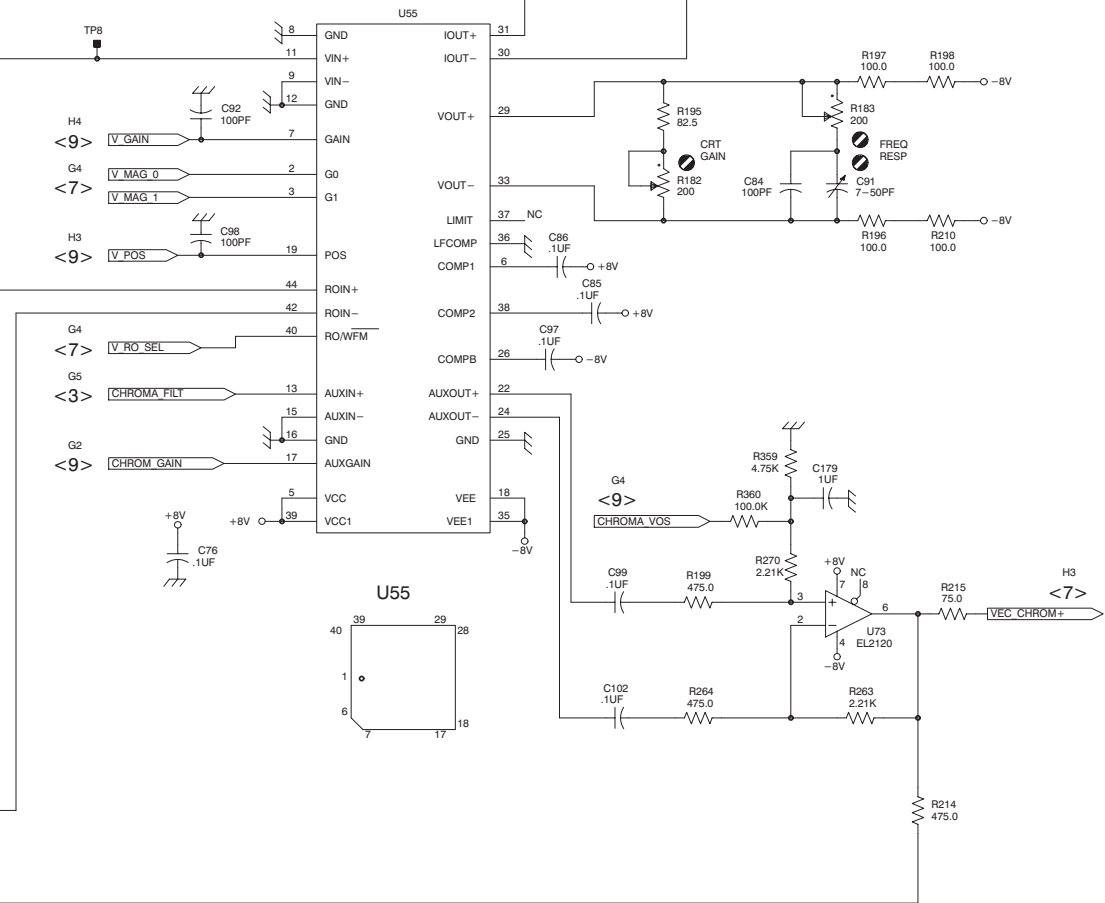 U55
TP8
8 GND
11 VIN+
9 VIN−
12 GND
7 GAIN
2 G0
3 G1
19 POS
44 ROIN+
42 ROIN−
40 RO/WFM
13 AUXIN+
15 AUXIN−
16 GND
17 AUXGAIN
5 VCC
39 VCC1
IOUT+ 31
IOUT− 30
VOUT+ 29
VOUT− 33
LIMIT 37 NC
LFCOMP 36
COMP1 6
COMP2 38
COMPB 26
AUXOUT+ 22
AUXOUT− 24
GND 25
VEE 18
VEE1 35
−8V
C92
100PF
H4
<9> V_GAIN
G4
<7> V_MAG_0
V_MAG_1
C98
100PF
H3
<9> V_POS
G4
<7> V_RO_SEL
G5
<3> CHROMA_FILT
G2
<9> CHROM_GAIN
+8V
+8V
C76
.1UF
R197
100.0
R198
100.0
−8V
R195
82.5
R183
200
CRT
GAIN
FREQ
RESP
R182
200
C84
100PF
C91
7−50PF
R196
100.0
R210
100.0
−8V
C86
.1UF
+8V
C85
.1UF
+8V
C97
.1UF
−8V
R359
4.75K
C179
1UF
G4
<9>
CHROMA_VOS
R360
100.0K
R270
2.21K
+8V
NC
7
8
C99
.1UF
R199
475.0
3
+
2
−
6
4
−8V
U73
EL2120
R215
75.0
H3
<7>
VEC_CHROM+
C102
.1UF
R264
475.0
R263
2.21K
R214
475.0
U55
39 29
40 28
1
6 18
7 17